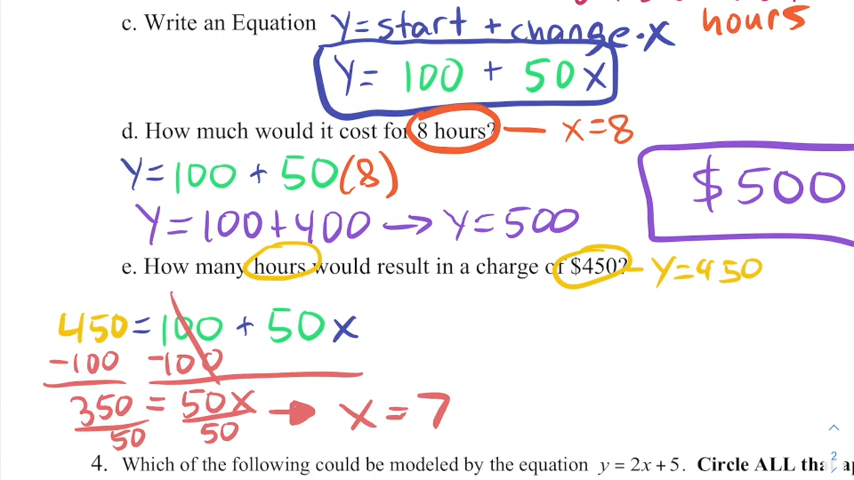 c. Write an Equation y=start + change·x hours
y= 100 + 50x
d. How much would it cost for 8 hours? — x=8
y=100 + 50(8)
$500
y=100+400 → y=500
e. How many hours would result in a charge of $450? – y=450
450=100 + 50x
-100 -100
350 = 50x → x=7
50 50
2
4. Which of the following could be modeled by the equation y = 2x + 5. Circle ALL